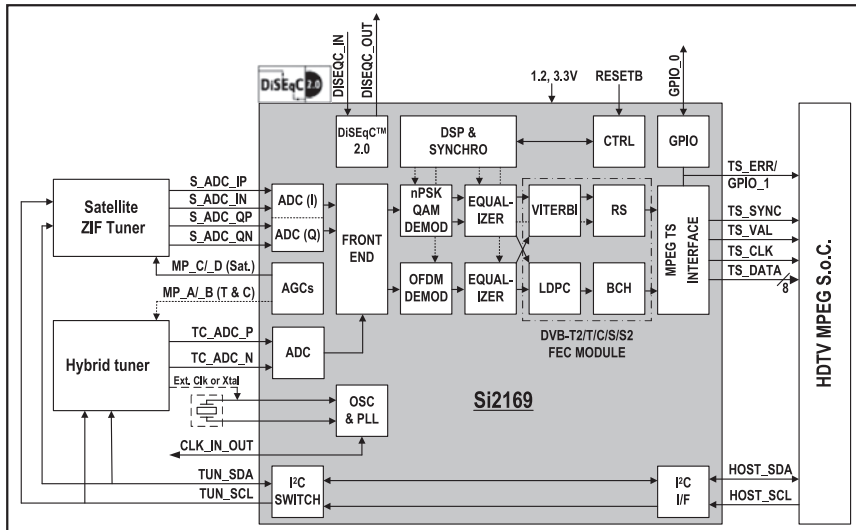 DISEQC_IN
DISEQC_OUT
1.2, 3.3V
RESETB
GPIO_0
DiSEqC 2.0
DiSEqC™
2.0
DSP &
SYNCHRO
CTRL
GPIO
TS_ERR/
GPIO_1
Satellite
ZIF Tuner
S_ADC_IP
S_ADC_IN
S_ADC_QP
S_ADC_QN
ADC (I)
ADC (Q)
FRONT
END
nPSK
QAM
DEMOD
EQUAL-
IZER
VITERBI
RS
MPEG TS
INTERFACE
TS_SYNC
TS_VAL
TS_CLK
TS_DATA
8
HDTV MPEG S.o.C.
MP_C/_D (Sat.)
MP_A/_B (T & C)
AGCs
OFDM
DEMOD
EQUAL-
IZER
LDPC
BCH
DVB-T2/T/C/S/S2
FEC MODULE
Hybrid tuner
TC_ADC_P
TC_ADC_N
ADC
Ext. Clk or Xtal
OSC
& PLL
Si2169
CLK_IN_OUT
TUN_SDA
TUN_SCL
I²C
SWITCH
I²C
I/F
HOST_SDA
HOST_SCL